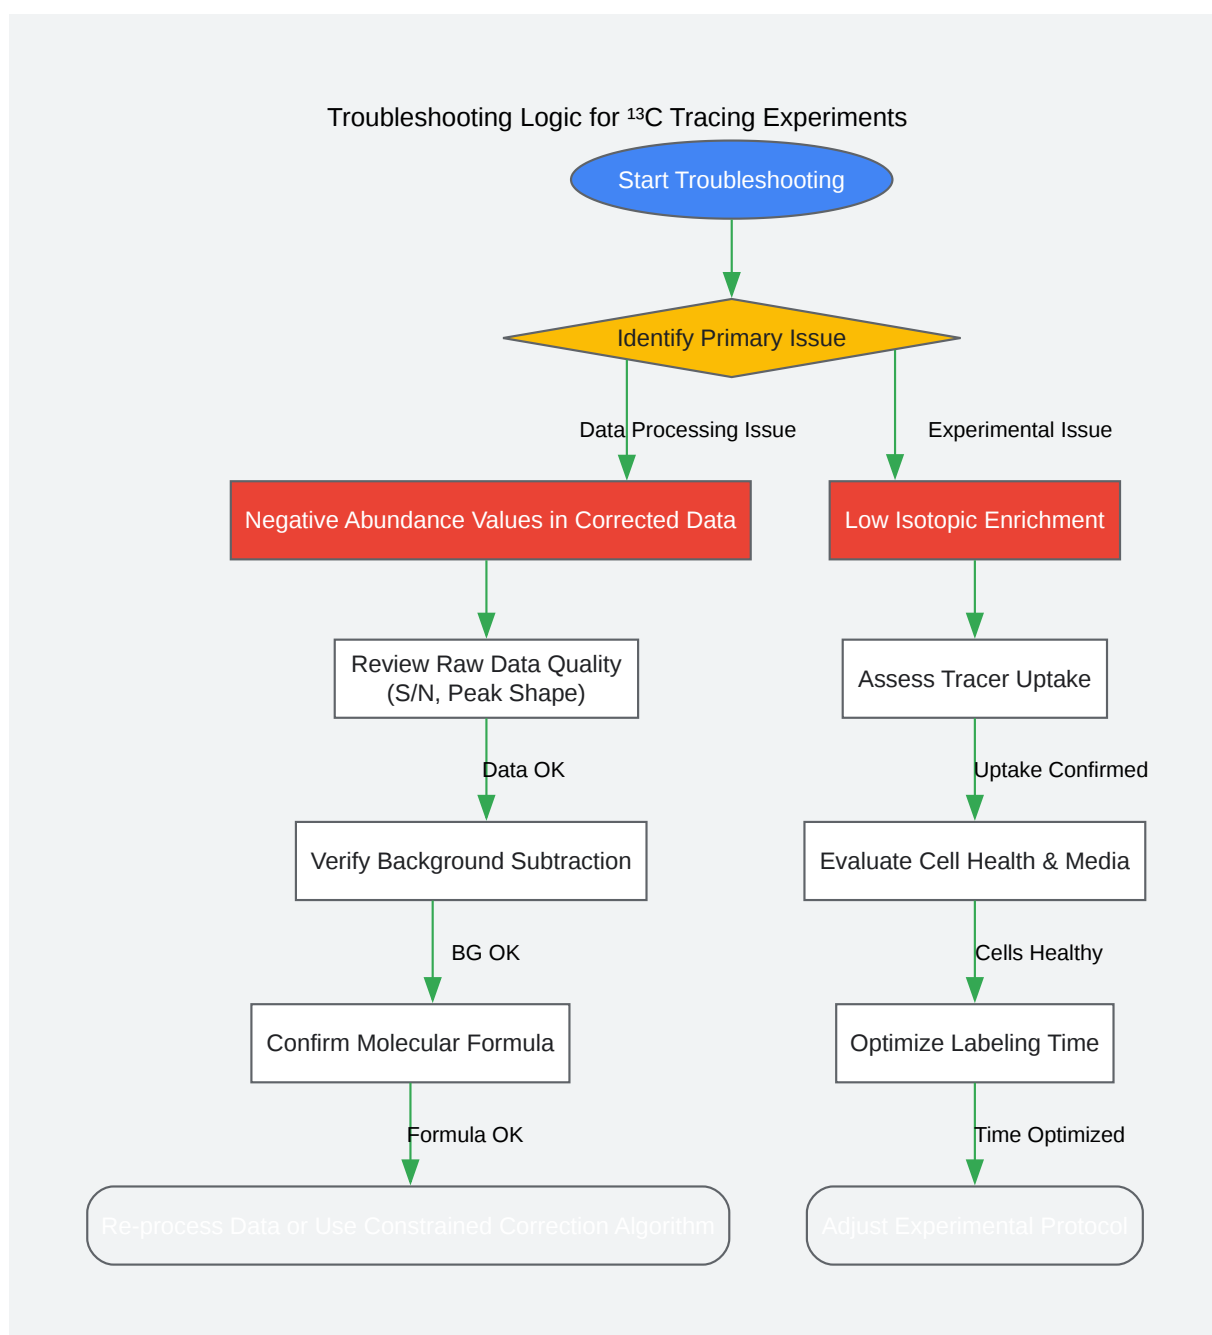 Troubleshooting Logic for ¹³C Tracing Experiments
Start Troubleshooting
Identify Primary Issue
Data Processing Issue
Experimental Issue
Negative Abundance Values in Corrected Data
Low Isotopic Enrichment
Review Raw Data Quality
(S/N, Peak Shape)
Assess Tracer Uptake
Data OK
Uptake Confirmed
Verify Background Subtraction
Evaluate Cell Health & Media
BG OK
Cells Healthy
Confirm Molecular Formula
Optimize Labeling Time
Formula OK
Time Optimized
Re-process Data or Use Constrained Correction Algorithm
Adjust Experimental Protocol